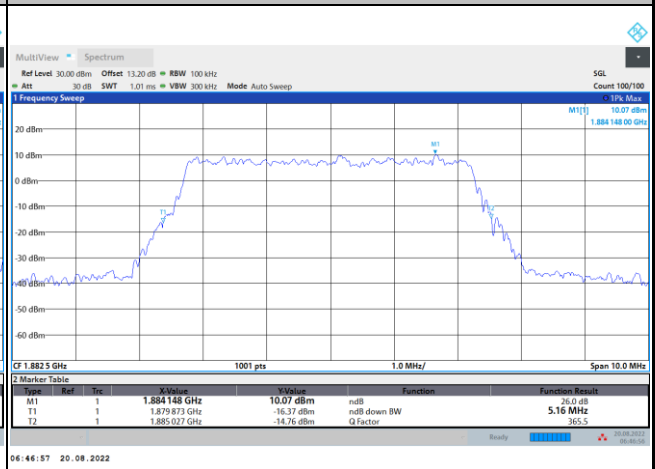 MultiView Spectrum
Ref Level 30.00 dBm Offset 13.20 dB RBW 100 kHz SGL
Att 30 dB SWT 1.01 ms VBW 300 kHz Mode Auto Sweep Count 100/100
1 Frequency Sweep 1Pk Max
M1[1] 10.07 dBm
1.884 148 00 GHz
20 dBm
M1
10 dBm
0 dBm
-10 dBm
T1 T2
-20 dBm
-30 dBm
-40 dBm
-50 dBm
-60 dBm
CF 1.882 5 GHz 1001 pts 1.0 MHz/ Span 10.0 MHz
2 Marker Table
Type Ref Trc X-Value Y-Value Function Function Result
M1 1 1.884 148 GHz 10.07 dBm ndB 26.0 dB
T1 1 1.879 873 GHz -16.37 dBm ndB down BW 5.16 MHz
T2 1 1.885 027 GHz -14.76 dBm Q Factor 365.5
Ready 20.08.2022
06:46:56
06:46:57 20.08.2022